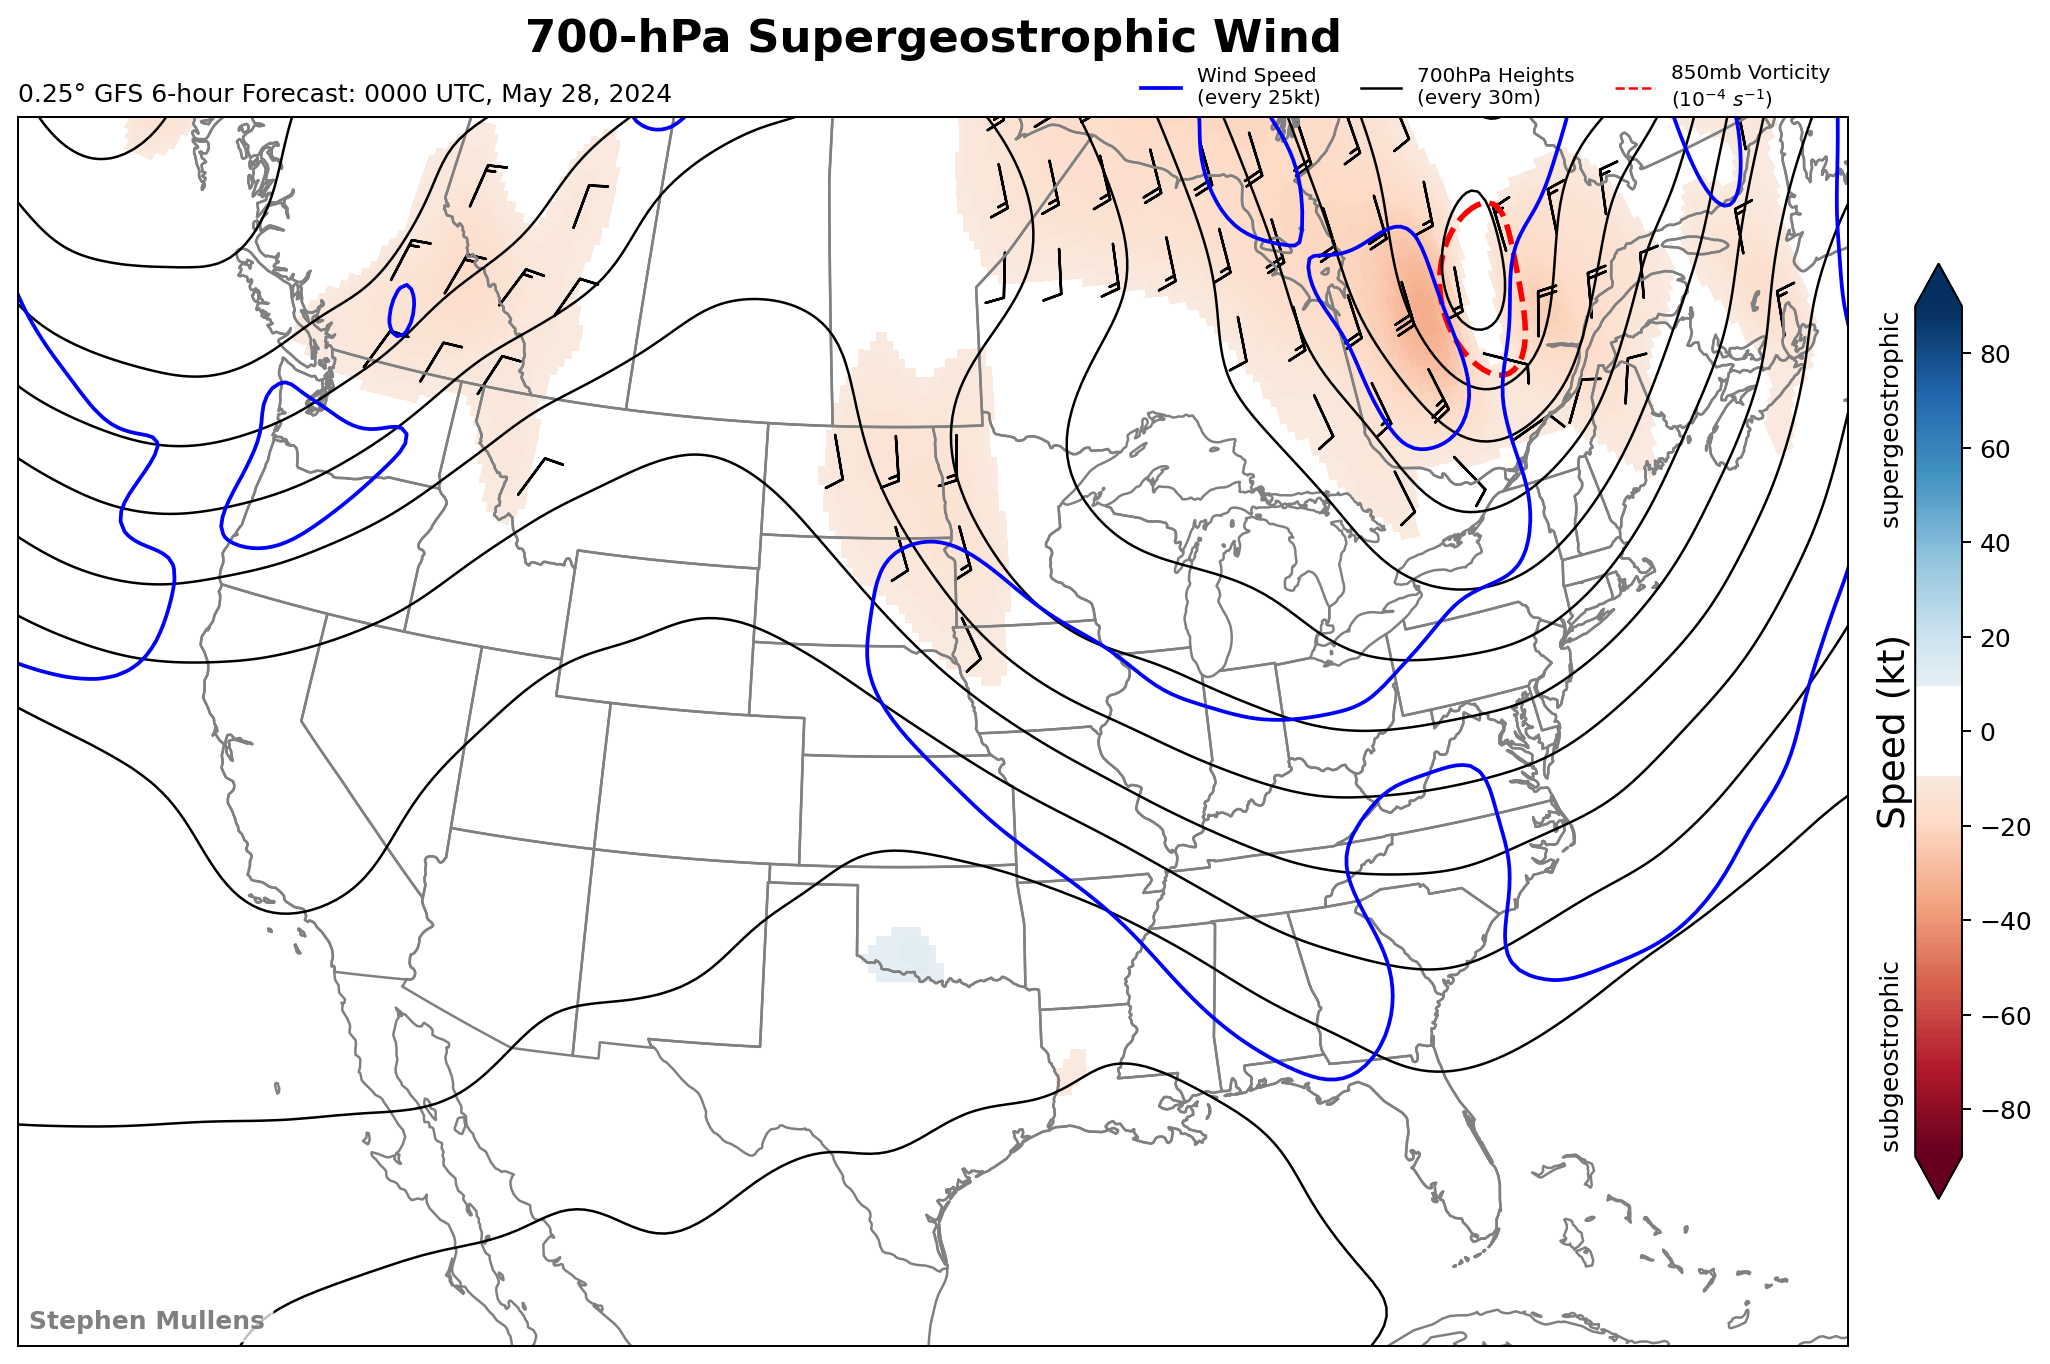 700-hPa Supergeostrophic Wind
0.25° GFS 6-hour Forecast: 0000 UTC, May 28, 2024
Wind Speed
(every 25kt)
700hPa Heights
(every 30m)
850mb Vorticity
(10⁻⁴ s⁻¹)
supergeostrophic
Speed (kt)
subgeostrophic
80
60
40
20
0
−20
−40
−60
−80
Stephen Mullens